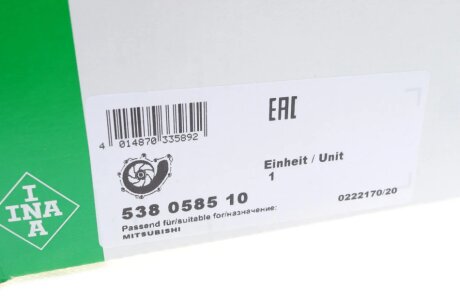 INA
INA
EAC
4 014870 335892
Einheit / Unit
1
538 0585 10
Passend für/suitable for/назначение:
MITSUBISHI
0222170/20